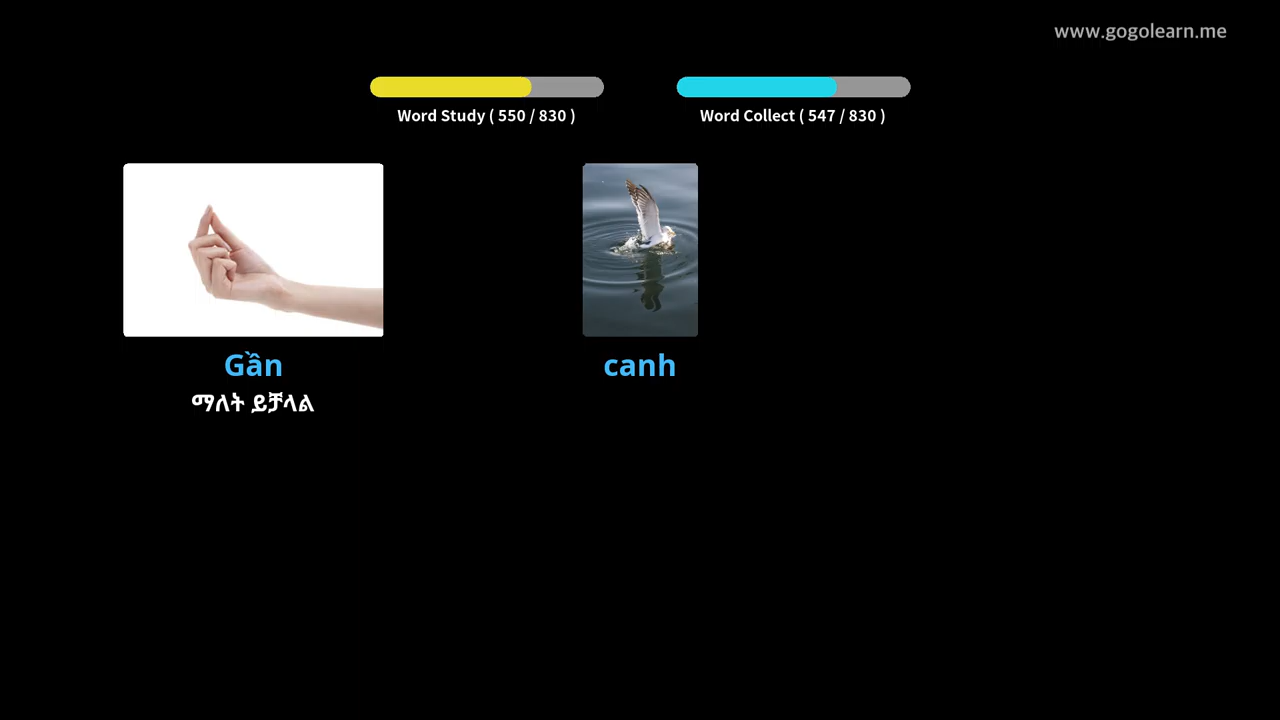 www.gogolearn.me
Word Study ( 550 / 830 )
Word Collect ( 547 / 830 )
Gần
canh
ማለት ይቻላል